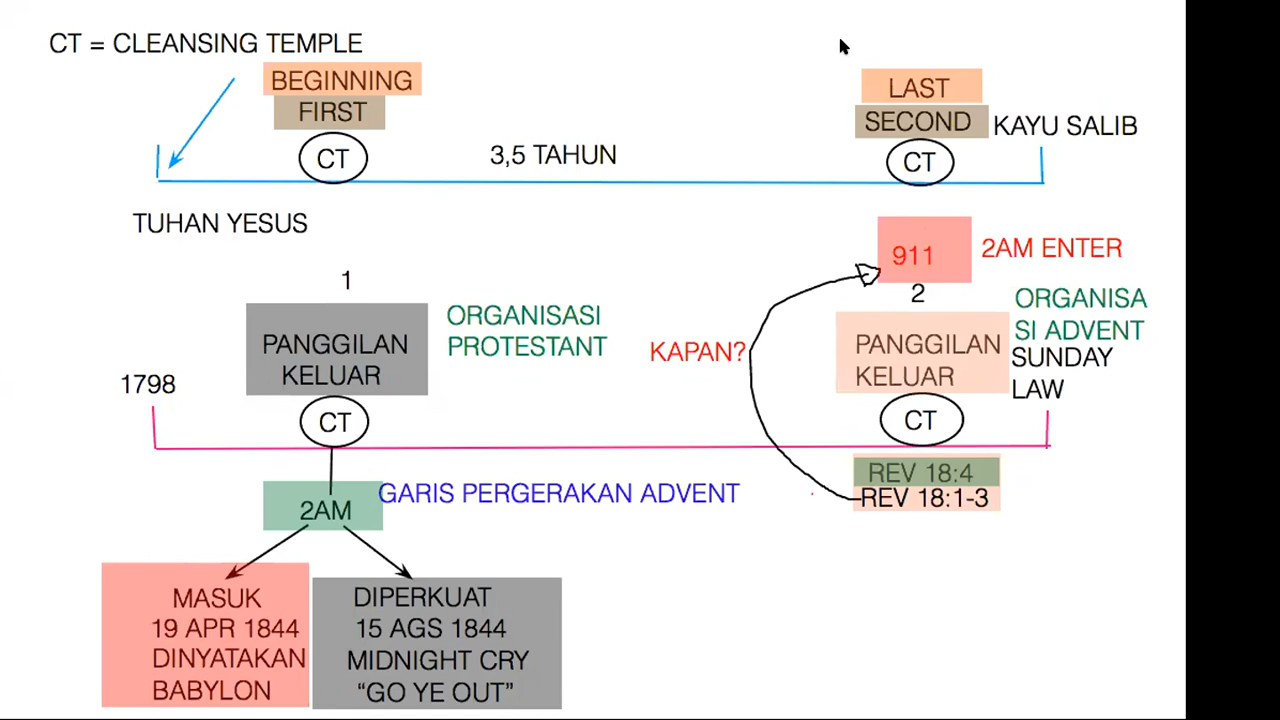 CT = CLEANSING TEMPLE
BEGINNING
FIRST
CT
3,5 TAHUN
LAST
SECOND
CT
KAYU SALIB
TUHAN YESUS
911
2AM ENTER
1
PANGGILAN
KELUAR
ORGANISASI
PROTESTANT
KAPAN?
2
PANGGILAN
KELUAR
ORGANISA
SI ADVENT
SUNDAY
LAW
1798
CT
CT
GARIS PERGERAKAN ADVENT
REV 18:4
REV 18:1-3
2AM
MASUK
19 APR 1844
DINYATAKAN
BABYLON
DIPERKUAT
15 AGS 1844
MIDNIGHT CRY
“GO YE OUT”